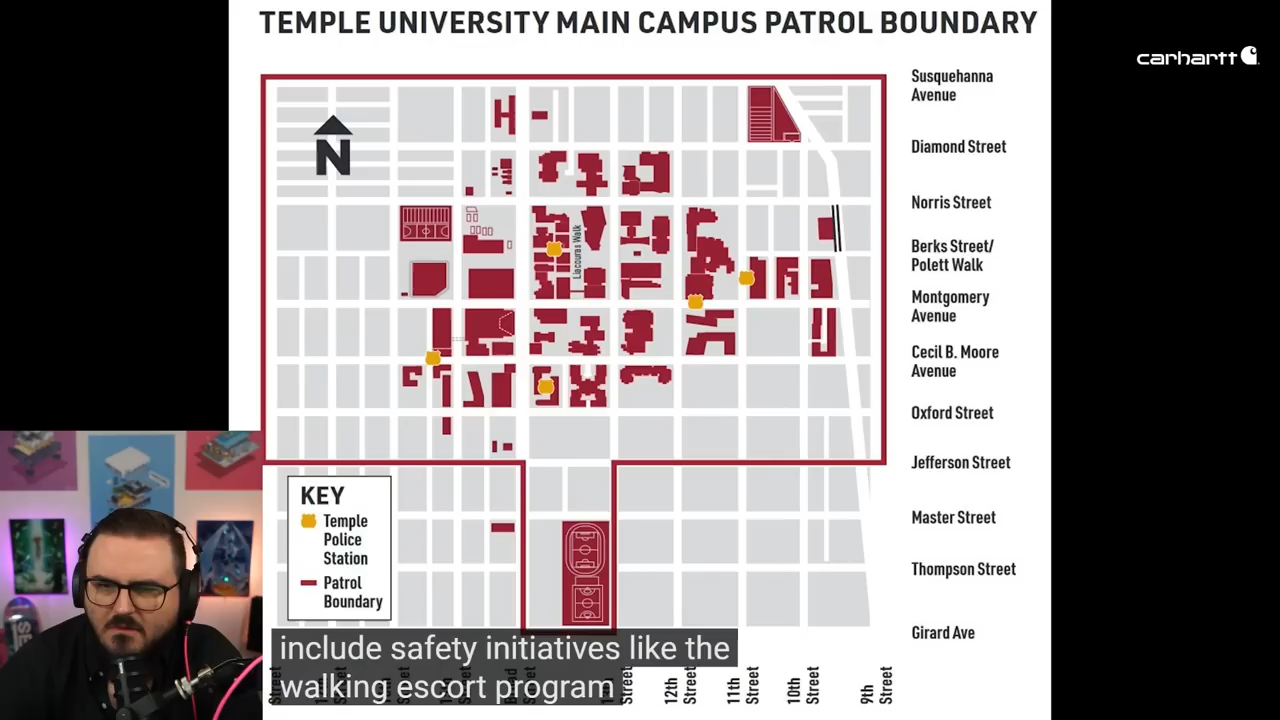 TEMPLE UNIVERSITY MAIN CAMPUS PATROL BOUNDARY
carhartt
Susquehanna
Avenue
N
Diamond Street
Norris Street
Liacouras Walk
Berks Street/
Polett Walk
Montgomery
Avenue
Cecil B. Moore
Avenue
Oxford Street
Jefferson Street
KEY
Temple
Police
Station
Patrol
Boundary
Master Street
Thompson Street
Girard Ave
include safety initiatives like the
walking escort program
Street
Street
12th
Street
11th
Street
10th
Street
9th
Street